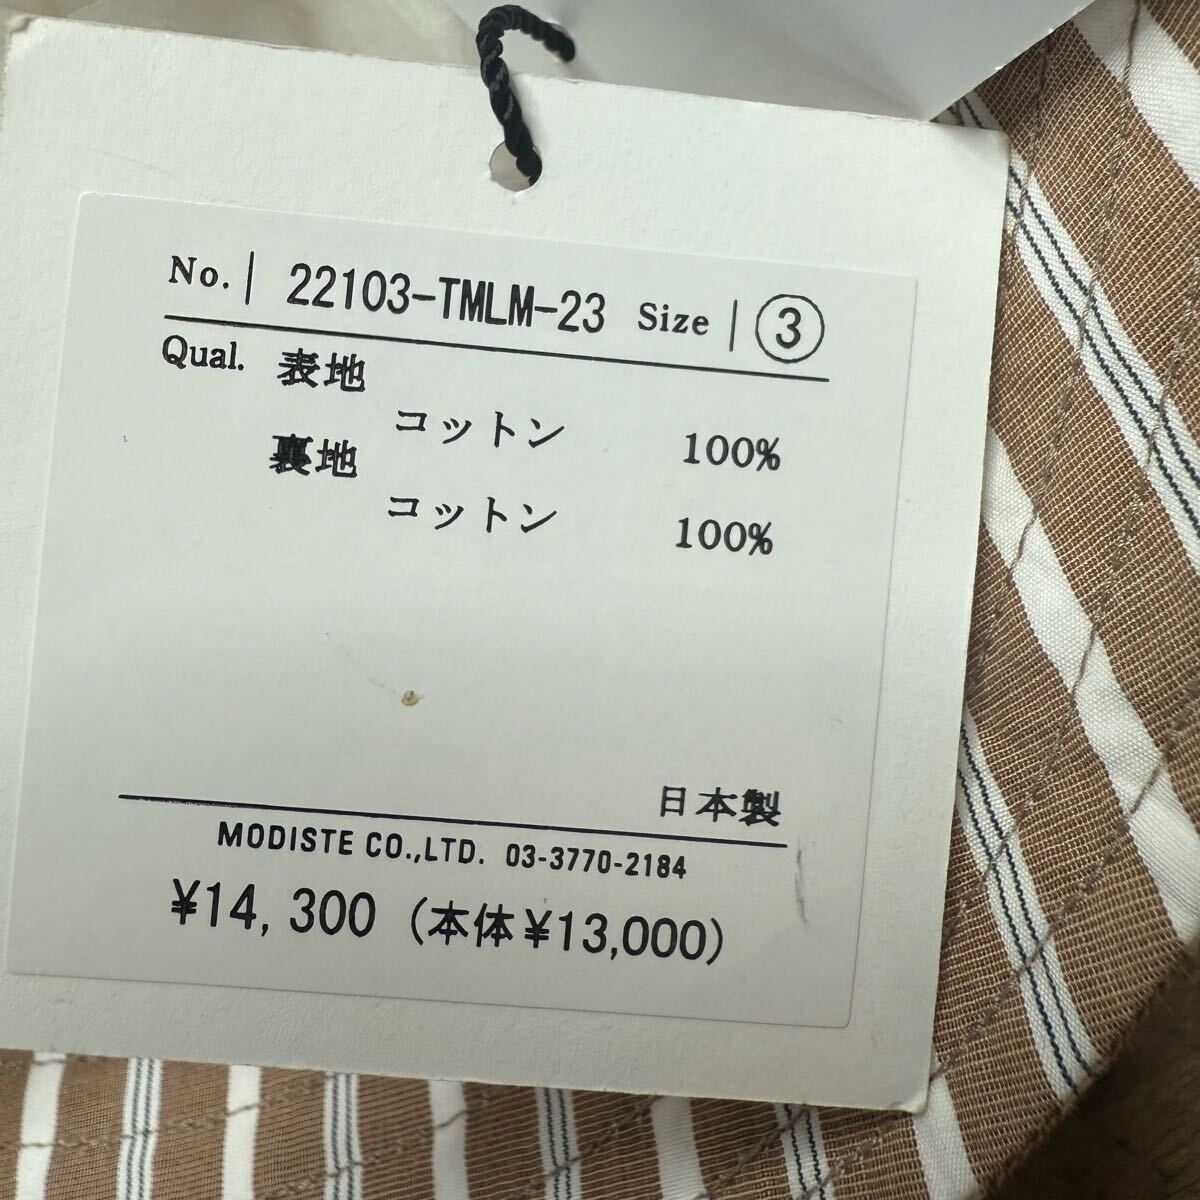 No. | 22103-TMLM-23 Size | ③
Qual. 表地
コットン 100%
裏地
コットン 100%
日本製
MODISTE CO.,LTD. 03-3770-2184
¥14,300 (本体¥13,000)